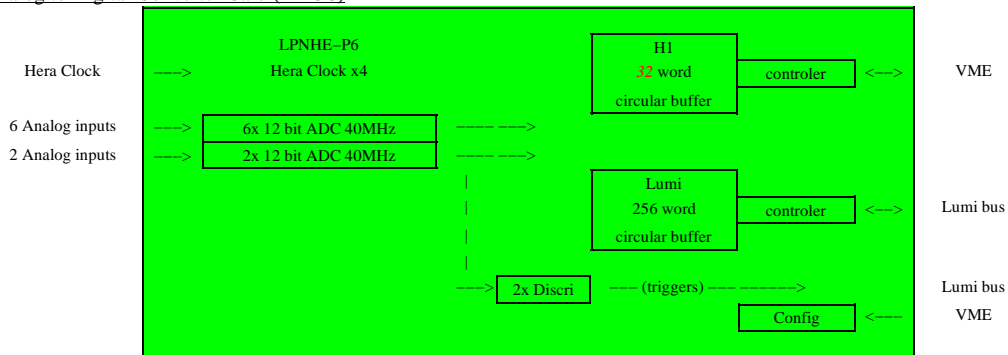 LPNHE−P6
H1
Hera Clock −−−> Hera Clock x4 32 word controler <−−> VME
circular buffer
6 Analog inputs −−−> 6x 12 bit ADC 40MHz −−−− −−−>
2 Analog inputs −−−> 2x 12 bit ADC 40MHz −−−− −−−>
| Lumi
| 256 word controler <−−> Lumi bus
| circular buffer
|
−−−> 2x Discri −−− (triggers) −−− −−−−−−> Lumi bus
Config <−−− VME